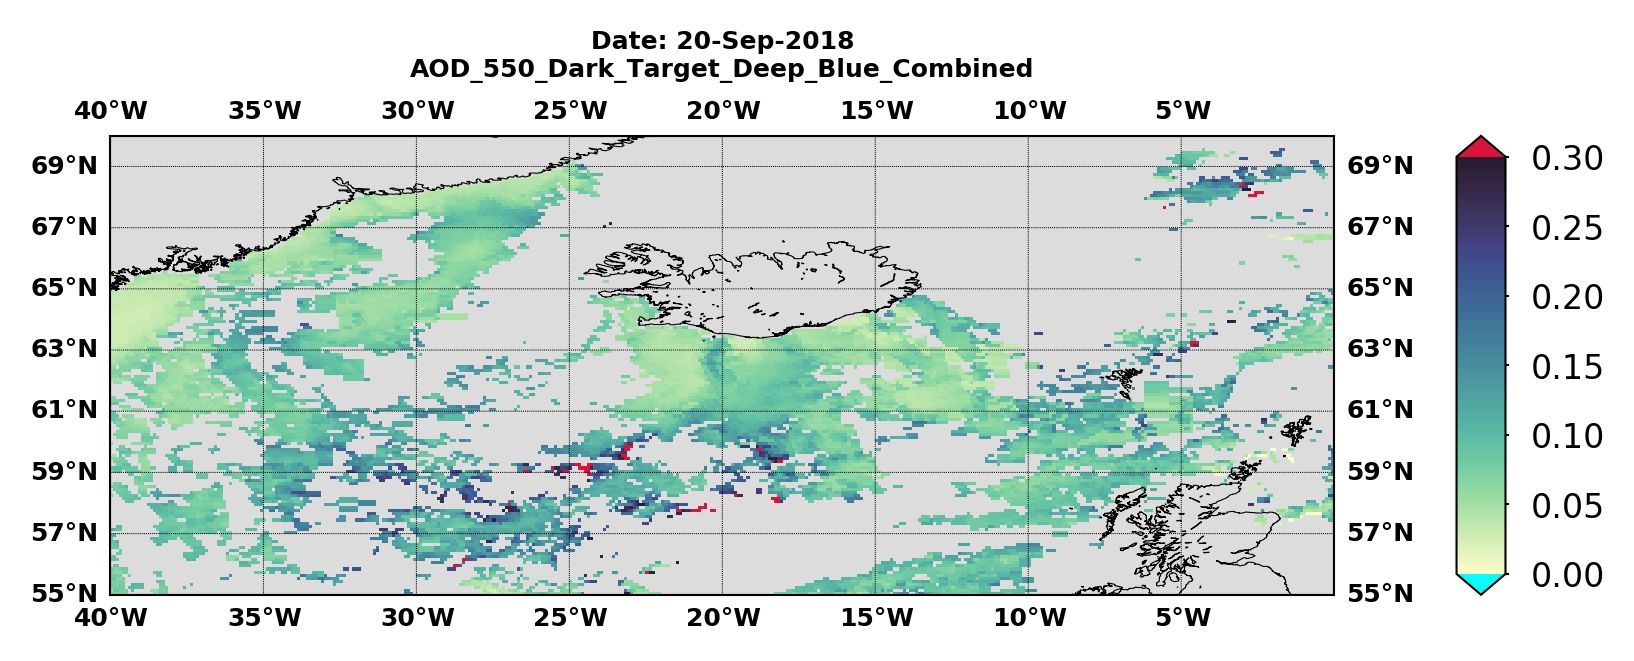 Date: 20-Sep-2018
AOD_550_Dark_Target_Deep_Blue_Combined
40°W 35°W 30°W 25°W 20°W 15°W 10°W 5°W
69°N 69°N 0.30
67°N 67°N 0.25
65°N 65°N 0.20
63°N 63°N 0.15
61°N 61°N 0.10
59°N 59°N 0.05
57°N 57°N 0.00
55°N 55°N
40°W 35°W 30°W 25°W 20°W 15°W 10°W 5°W